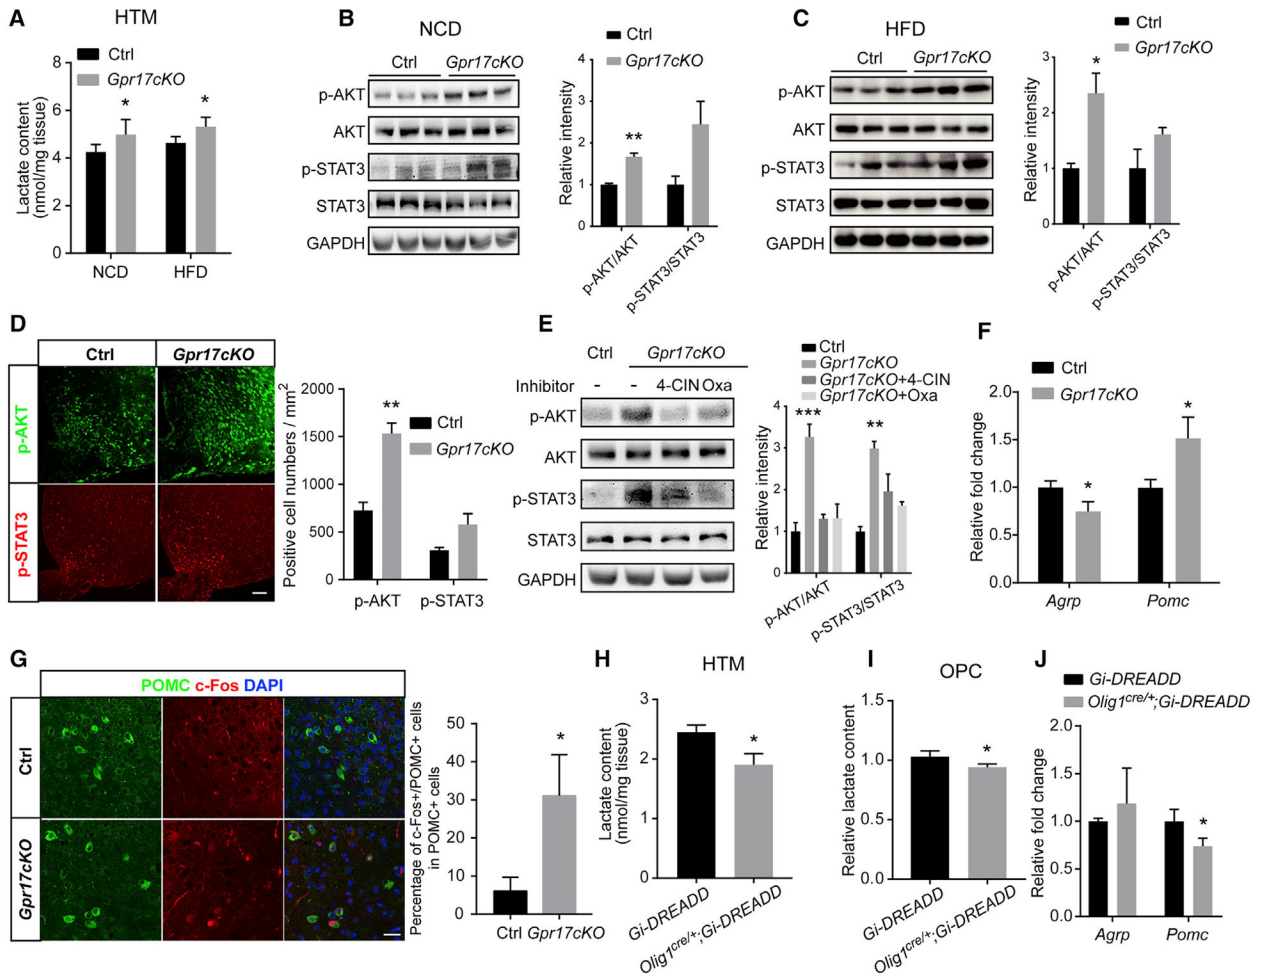 A
HTM
Ctrl
Gpr17cKO
Lactate content
(nmol/mg tissue)
8
6
4
2
0
*
*
NCD
HFD
B
NCD
Ctrl
Gpr17cKO
p-AKT
AKT
p-STAT3
STAT3
GAPDH
Ctrl
Gpr17cKO
Relative intensity
4
3
2
1
0
**
p-AKT/AKT
p-STAT3/STAT3
C
HFD
Ctrl
Gpr17cKO
p-AKT
AKT
p-STAT3
STAT3
GAPDH
Ctrl
Gpr17cKO
Relative intensity
3
2
1
0
*
p-AKT/AKT
p-STAT3/STAT3
D
Ctrl
Gpr17cKO
p-AKT
p-STAT3
Positive cell numbers / mm2
2000
1500
1000
500
0
**
Ctrl
Gpr17cKO
p-AKT
p-STAT3
E
Ctrl
Gpr17cKO
Inhibitor
-
-
4-CIN
Oxa
p-AKT
AKT
p-STAT3
STAT3
GAPDH
Ctrl
Gpr17cKO
Gpr17cKO+4-CIN
Gpr17cKO+Oxa
Relative intensity
4
3
2
1
0
***
**
p-AKT/AKT
p-STAT3/STAT3
F
Ctrl
Gpr17cKO
Relative fold change
2.0
1.5
1.0
0.5
0.0
*
*
Agrp
Pomc
G
POMC c-Fos DAPI
Ctrl
Gpr17cKO
Percentage of c-Fos+/POMC+ cells
in POMC+ cells
50
40
30
20
10
0
*
Ctrl
Gpr17cKO
H
HTM
Lactate content
(nmol/mg tissue)
3
2
1
0
*
Gi-DREADD
Olig1cre/+;Gi-DREADD
I
OPC
Relative lactate content
1.5
1.0
0.5
0.0
*
Gi-DREADD
Olig1cre/+;Gi-DREADD
J
Gi-DREADD
Olig1cre/+;Gi-DREADD
Relative fold change
2.0
1.5
1.0
0.5
0.0
*
Agrp
Pomc